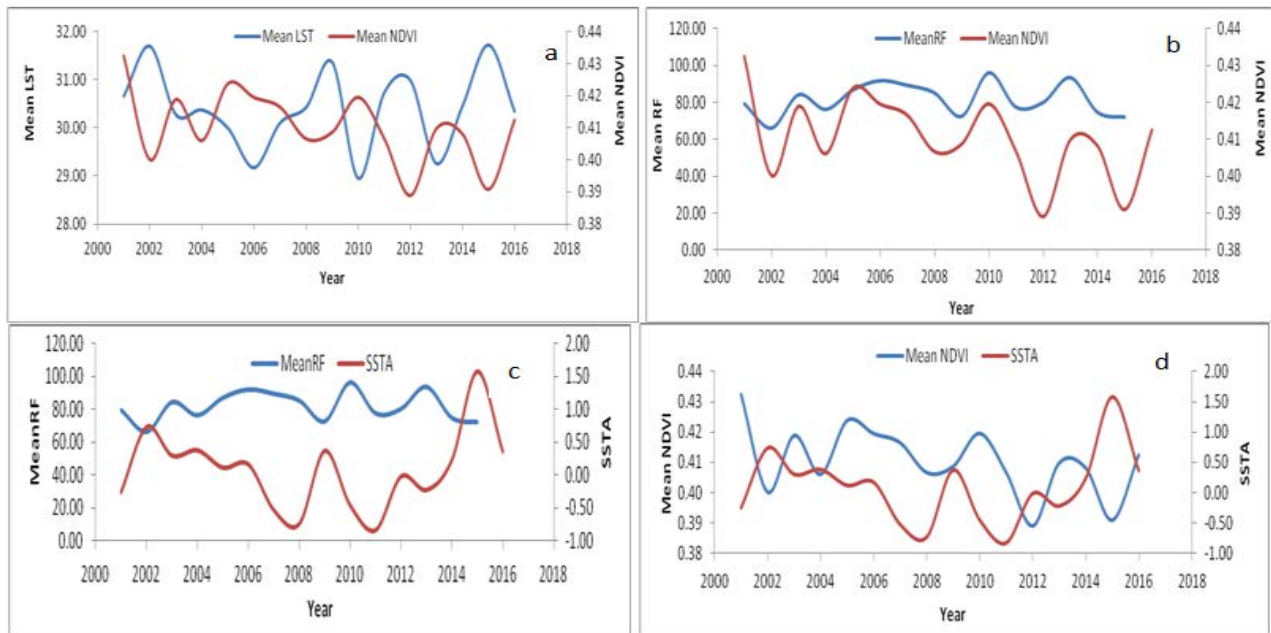 Mean LST Mean NDVI
a
Mean LST
32.00
31.00
30.00
29.00
28.00
0.44
0.43
0.42
0.41
0.40
0.39
0.38
Mean NDVI
2000 2002 2004 2006 2008 2010 2012 2014 2016 2018
Year
MeanRF Mean NDVI
b
Mean RF
120.00
100.00
80.00
60.00
40.00
20.00
0.00
0.44
0.43
0.42
0.41
0.40
0.39
0.38
Mean NDVI
2000 2002 2004 2006 2008 2010 2012 2014 2016 2018
Year
MeanRF SSTA
c
MeanRF
120.00
100.00
80.00
60.00
40.00
20.00
0.00
2.00
1.50
1.00
0.50
0.00
-0.50
-1.00
SSTA
2000 2002 2004 2006 2008 2010 2012 2014 2016 2018
Year
Mean NDVI SSTA
d
Mean NDVI
0.44
0.43
0.42
0.41
0.40
0.39
0.38
2.00
1.50
1.00
0.50
0.00
-0.50
-1.00
SSTA
2000 2002 2004 2006 2008 2010 2012 2014 2016 2018
Year